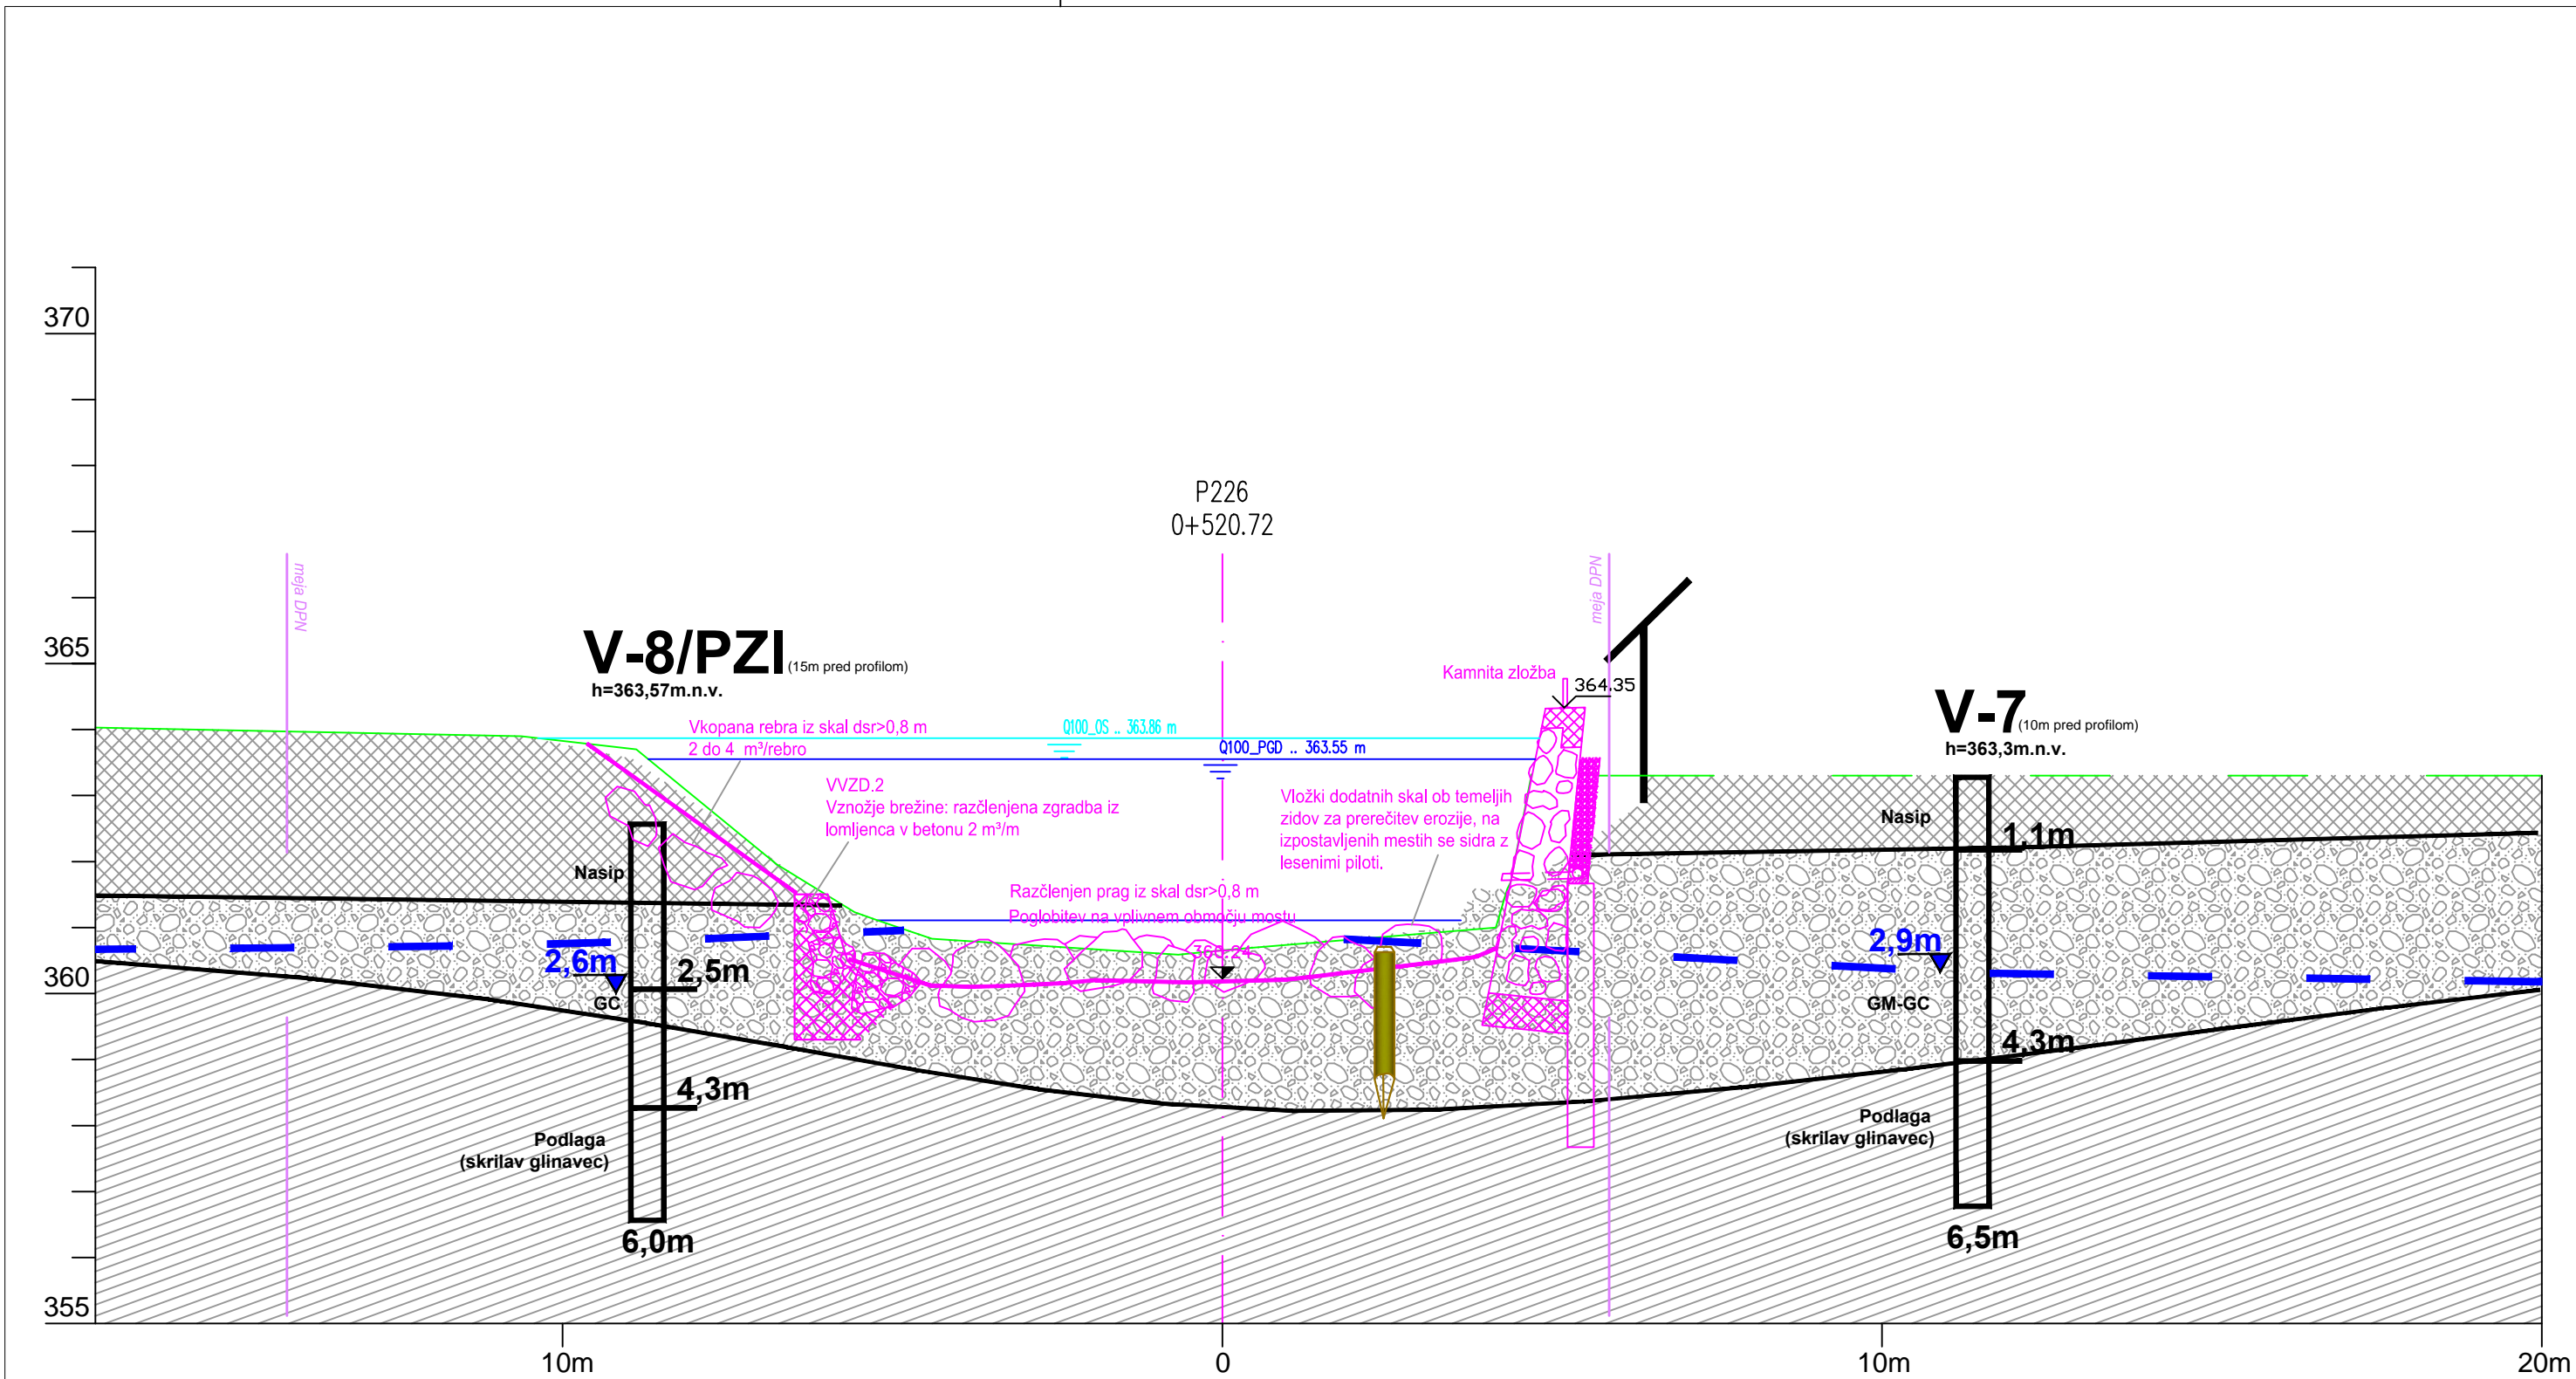 P226
0+520.72
370
365
360
355
meja DPN
meja DPN
V-8/PZI (15m pred profilom)
h=363,57m.n.v.
Vkopana rebra iz skal dsr>0,8 m
2 do 4 m³/rebro
VVZD.2
Vznožje brežine: razčlenjena zgradba iz
lomljenca v betonu 2 m³/m
Q100_OS .. 363.86 m
Q100_PGD .. 363.55 m
Kamnita zložba
364.35
V-7 (10m pred profilom)
h=363,3m.n.v.
Vložki dodatnih skal ob temeljih
zidov za prerečitev erozije, na
izpostavljenih mestih se sidra z
lesenimi piloti.
Razčlenjen prag iz skal dsr>0,8 m
Poglobitev na vplivnem območju mostu
Nasip
2,6m
2,5m
GC
4,3m
Podlaga
(skrilav glinavec)
6,0m
Nasip
1,1m
2,9m
GM-GC
4,3m
Podlaga
(skrilav glinavec)
6,5m
10m
0
10m
20m